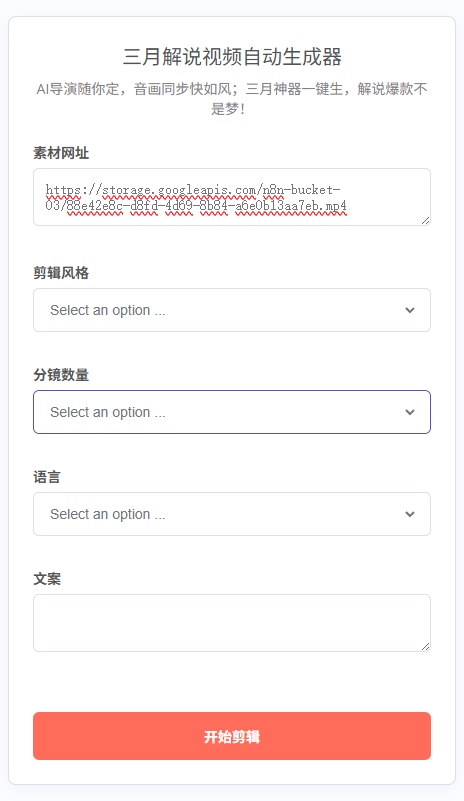 三月解说视频自动生成器
AI导演随你定，音画同步快如风；三月神器一键生，解说爆款不
是梦！
素材网址
https://storage.googleapis.com/n8n-bucket-
03/88e42e8c-d8fd-4d69-8b84-a6e0b13aa7eb.mp4
剪辑风格
Select an option ...
分镜数量
Select an option ...
语言
Select an option ...
文案
开始剪辑